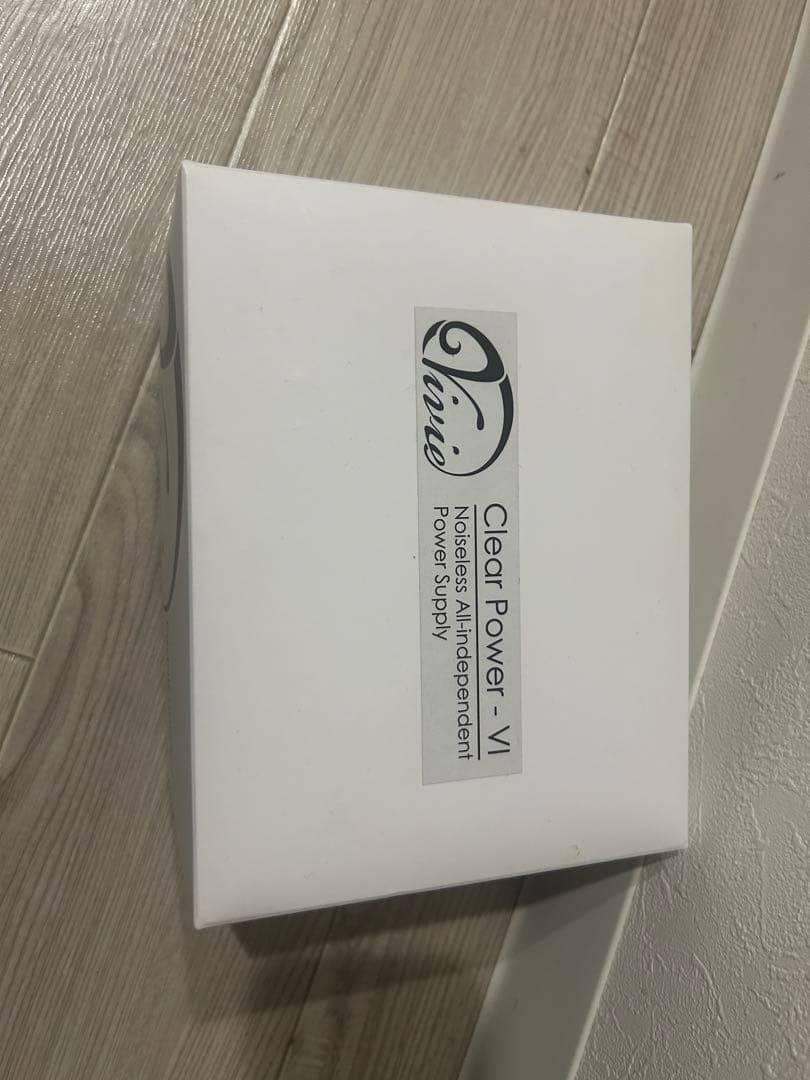 Vivie
Clear Power - VI
Noiseless All-independent
Power Supply